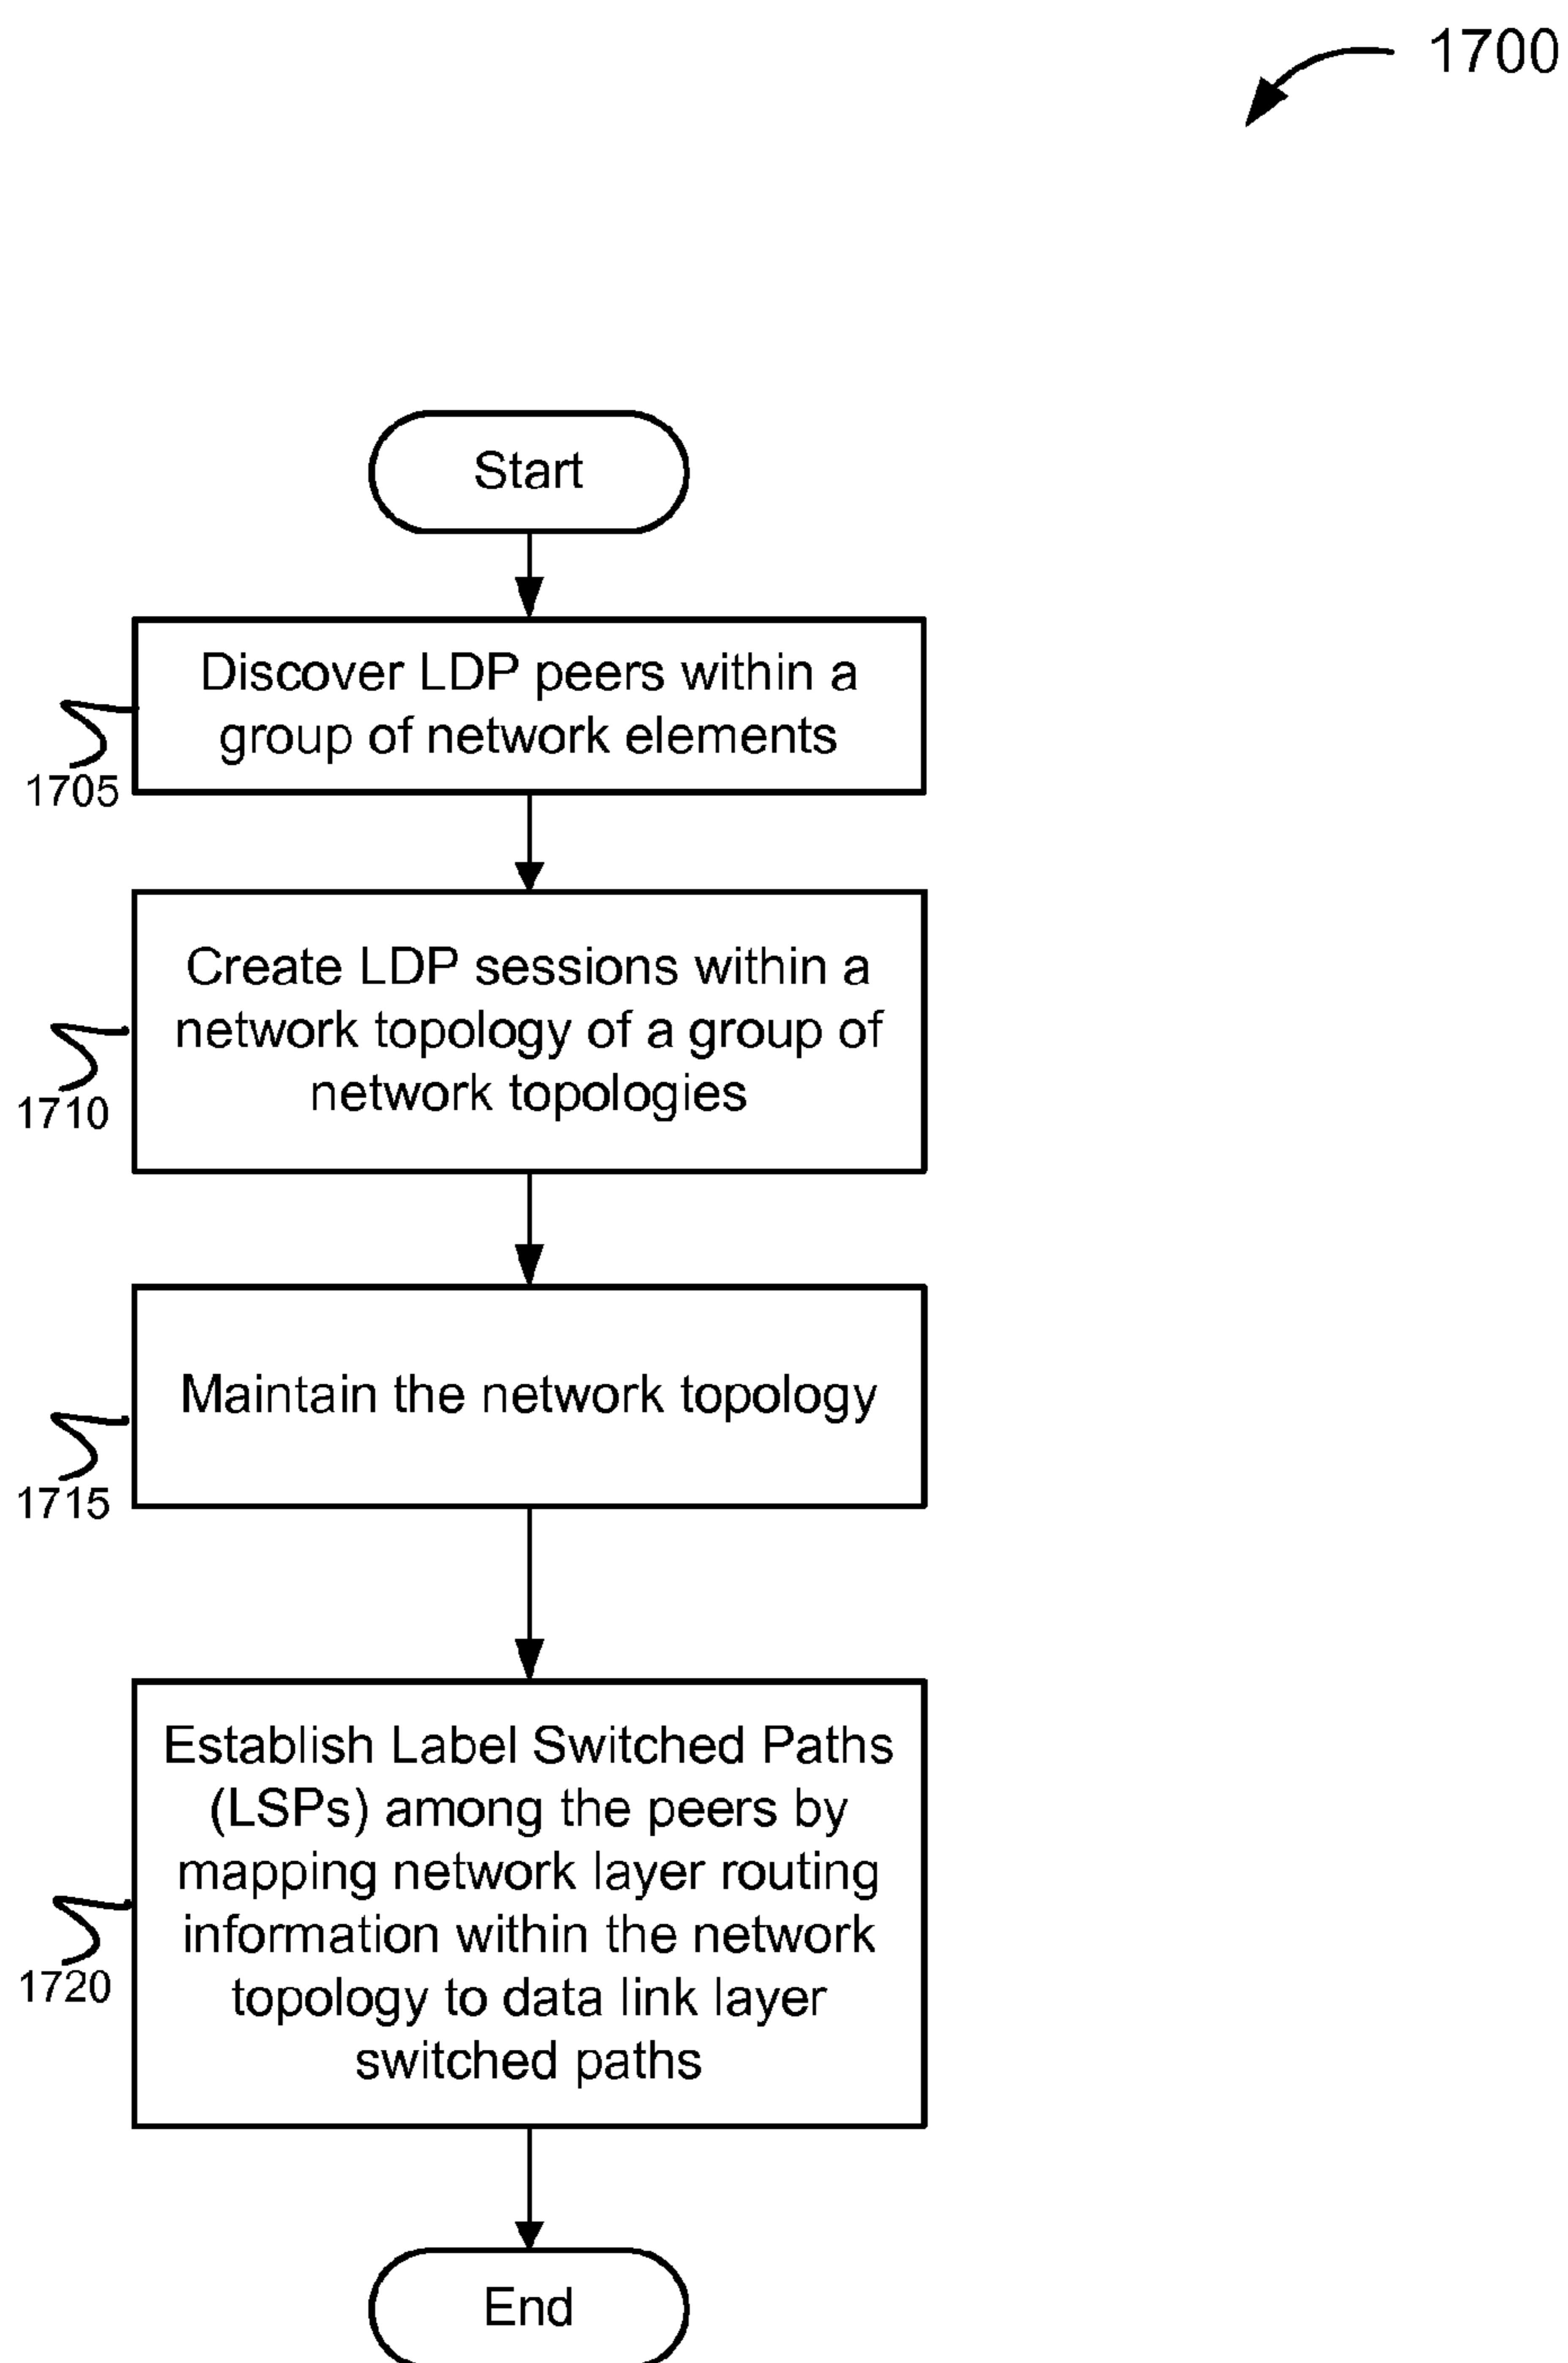 1700
Start
Discover LDP peers within a
group of network elements
1705
Create LDP sessions within a
network topology of a group of
network topologies
1710
Maintain the network topology
1715
Establish Label Switched Paths
(LSPs) among the peers by
mapping network layer routing
information within the network
topology to data link layer
switched paths
1720
End